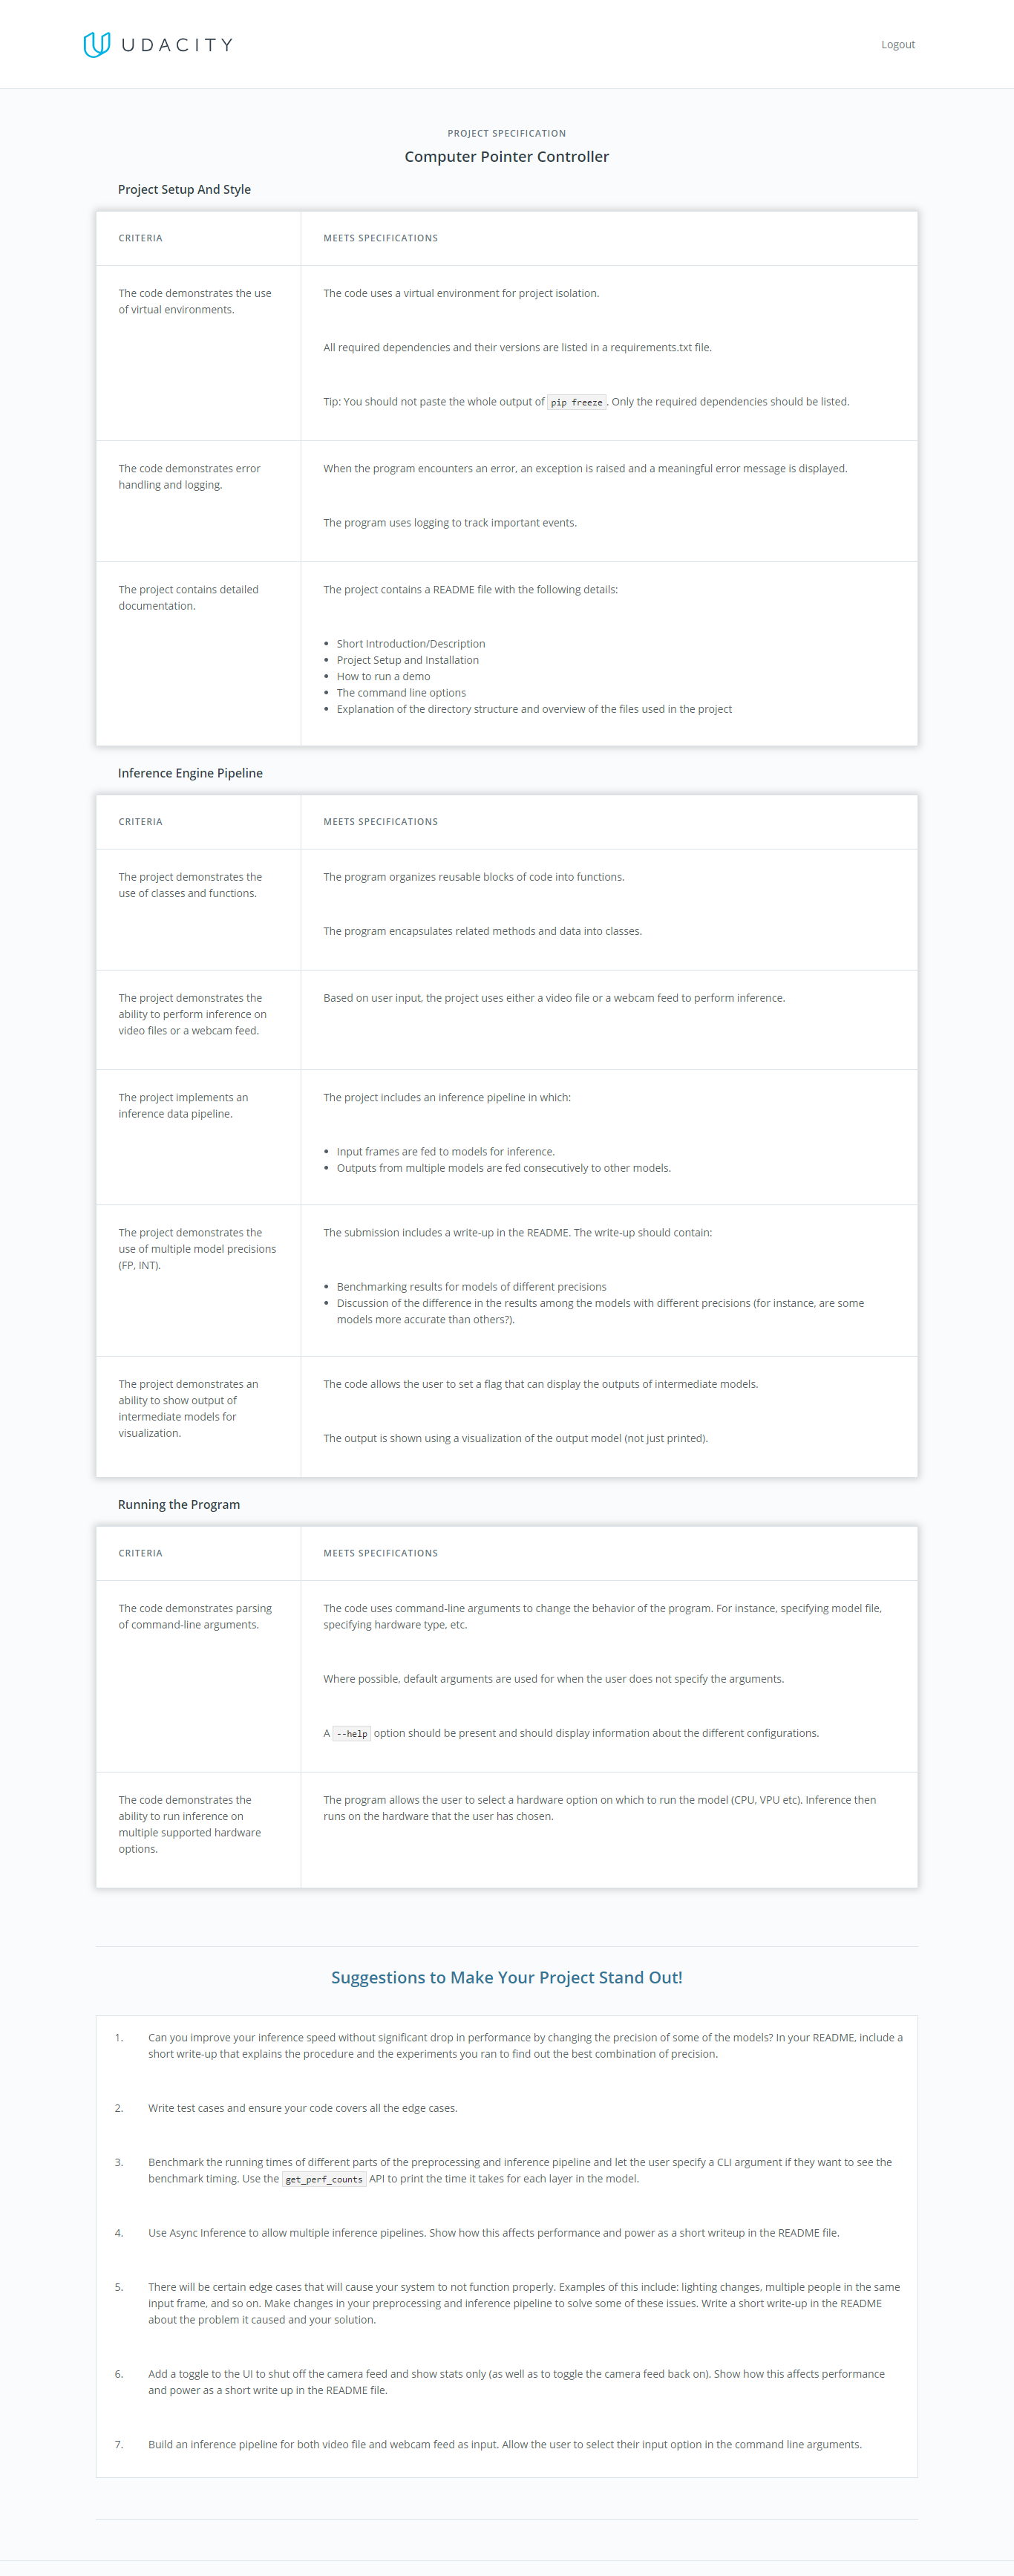 UDACITY
Logout
PROJECT SPECIFICATION
Computer Pointer Controller
Project Setup And Style
CRITERIA
MEETS SPECIFICATIONS
The code demonstrates the use
of virtual environments.
The code uses a virtual environment for project isolation.
All required dependencies and their versions are listed in a requirements.txt file.
Tip: You should not paste the whole output of pip freeze. Only the required dependencies should be listed.
The code demonstrates error
handling and logging.
When the program encounters an error, an exception is raised and a meaningful error message is displayed.
The program uses logging to track important events.
The project contains detailed
documentation.
The project contains a README file with the following details:
• Short Introduction/Description
• Project Setup and Installation
• How to run a demo
• The command line options
• Explanation of the directory structure and overview of the files used in the project
Inference Engine Pipeline
CRITERIA
MEETS SPECIFICATIONS
The project demonstrates the
use of classes and functions.
The program organizes reusable blocks of code into functions.
The program encapsulates related methods and data into classes.
The project demonstrates the
ability to perform inference on
video files or a webcam feed.
Based on user input, the project uses either a video file or a webcam feed to perform inference.
The project implements an
inference data pipeline.
The project includes an inference pipeline in which:
• Input frames are fed to models for inference.
• Outputs from multiple models are fed consecutively to other models.
The project demonstrates the
use of multiple model precisions
(FP, INT).
The submission includes a write-up in the README. The write-up should contain:
• Benchmarking results for models of different precisions
• Discussion of the difference in the results among the models with different precisions (for instance, are some
models more accurate than others?).
The project demonstrates an
ability to show output of
intermediate models for
visualization.
The code allows the user to set a flag that can display the outputs of intermediate models.
The output is shown using a visualization of the output model (not just printed).
Running the Program
CRITERIA
MEETS SPECIFICATIONS
The code demonstrates parsing
of command-line arguments.
The code uses command-line arguments to change the behavior of the program. For instance, specifying model file,
specifying hardware type, etc.
Where possible, default arguments are used for when the user does not specify the arguments.
A --help option should be present and should display information about the different configurations.
The code demonstrates the
ability to run inference on
multiple supported hardware
options.
The program allows the user to select a hardware option on which to run the model (CPU, VPU etc). Inference then
runs on the hardware that the user has chosen.
Suggestions to Make Your Project Stand Out!
1. Can you improve your inference speed without significant drop in performance by changing the precision of some of the models? In your README, include a
short write-up that explains the procedure and the experiments you ran to find out the best combination of precision.
2. Write test cases and ensure your code covers all the edge cases.
3. Benchmark the running times of different parts of the preprocessing and inference pipeline and let the user specify a CLI argument if they want to see the
benchmark timing. Use the get_perf_counts API to print the time it takes for each layer in the model.
4. Use Async Inference to allow multiple inference pipelines. Show how this affects performance and power as a short writeup in the README file.
5. There will be certain edge cases that will cause your system to not function properly. Examples of this include: lighting changes, multiple people in the same
input frame, and so on. Make changes in your preprocessing and inference pipeline to solve some of these issues. Write a short write-up in the README
about the problem it caused and your solution.
6. Add a toggle to the UI to shut off the camera feed and show stats only (as well as to toggle the camera feed back on). Show how this affects performance
and power as a short write up in the README file.
7. Build an inference pipeline for both video file and webcam feed as input. Allow the user to select their input option in the command line arguments.